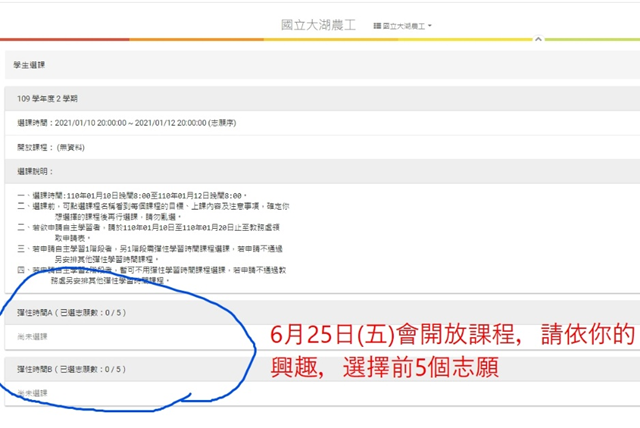 國立大湖農工 國立大湖農工
學生選課
109 學年度 2 學期
選課時間：2021/01/10 20:00:00 ~ 2021/01/12 20:00:00 (志願序)
開放課程： (無資料)
選課說明：
一、選課時間:110年01月10日晚間8:00至110年01月12日晚間8:00。
二、選課前，可點選課程名稱看到每個課程的目標、上課內容及注意事項，確定你
想選擇的課程後再行選課，請勿亂選。
二、若欲申請自主學習者，請於110年01月10日至110年01月20日止至教務處領
取申請表。
三、若申請自主學習1階段者，另1階段需彈性學習時間課程選課，若申請不通過
另安排其他彈性學習時間課程。
四、若申請自主學習2階段者，暫可不用彈性學習時間課程選課，若申請不通過教
務處另安排其他彈性學習時間課程。
彈性時間A ( 已選志願數：0 / 5 )
尚未選課
彈性時間B ( 已選志願數：0 / 5 )
尚未選課
6月25日(五)會開放課程，請依你的
興趣，選擇前5個志願